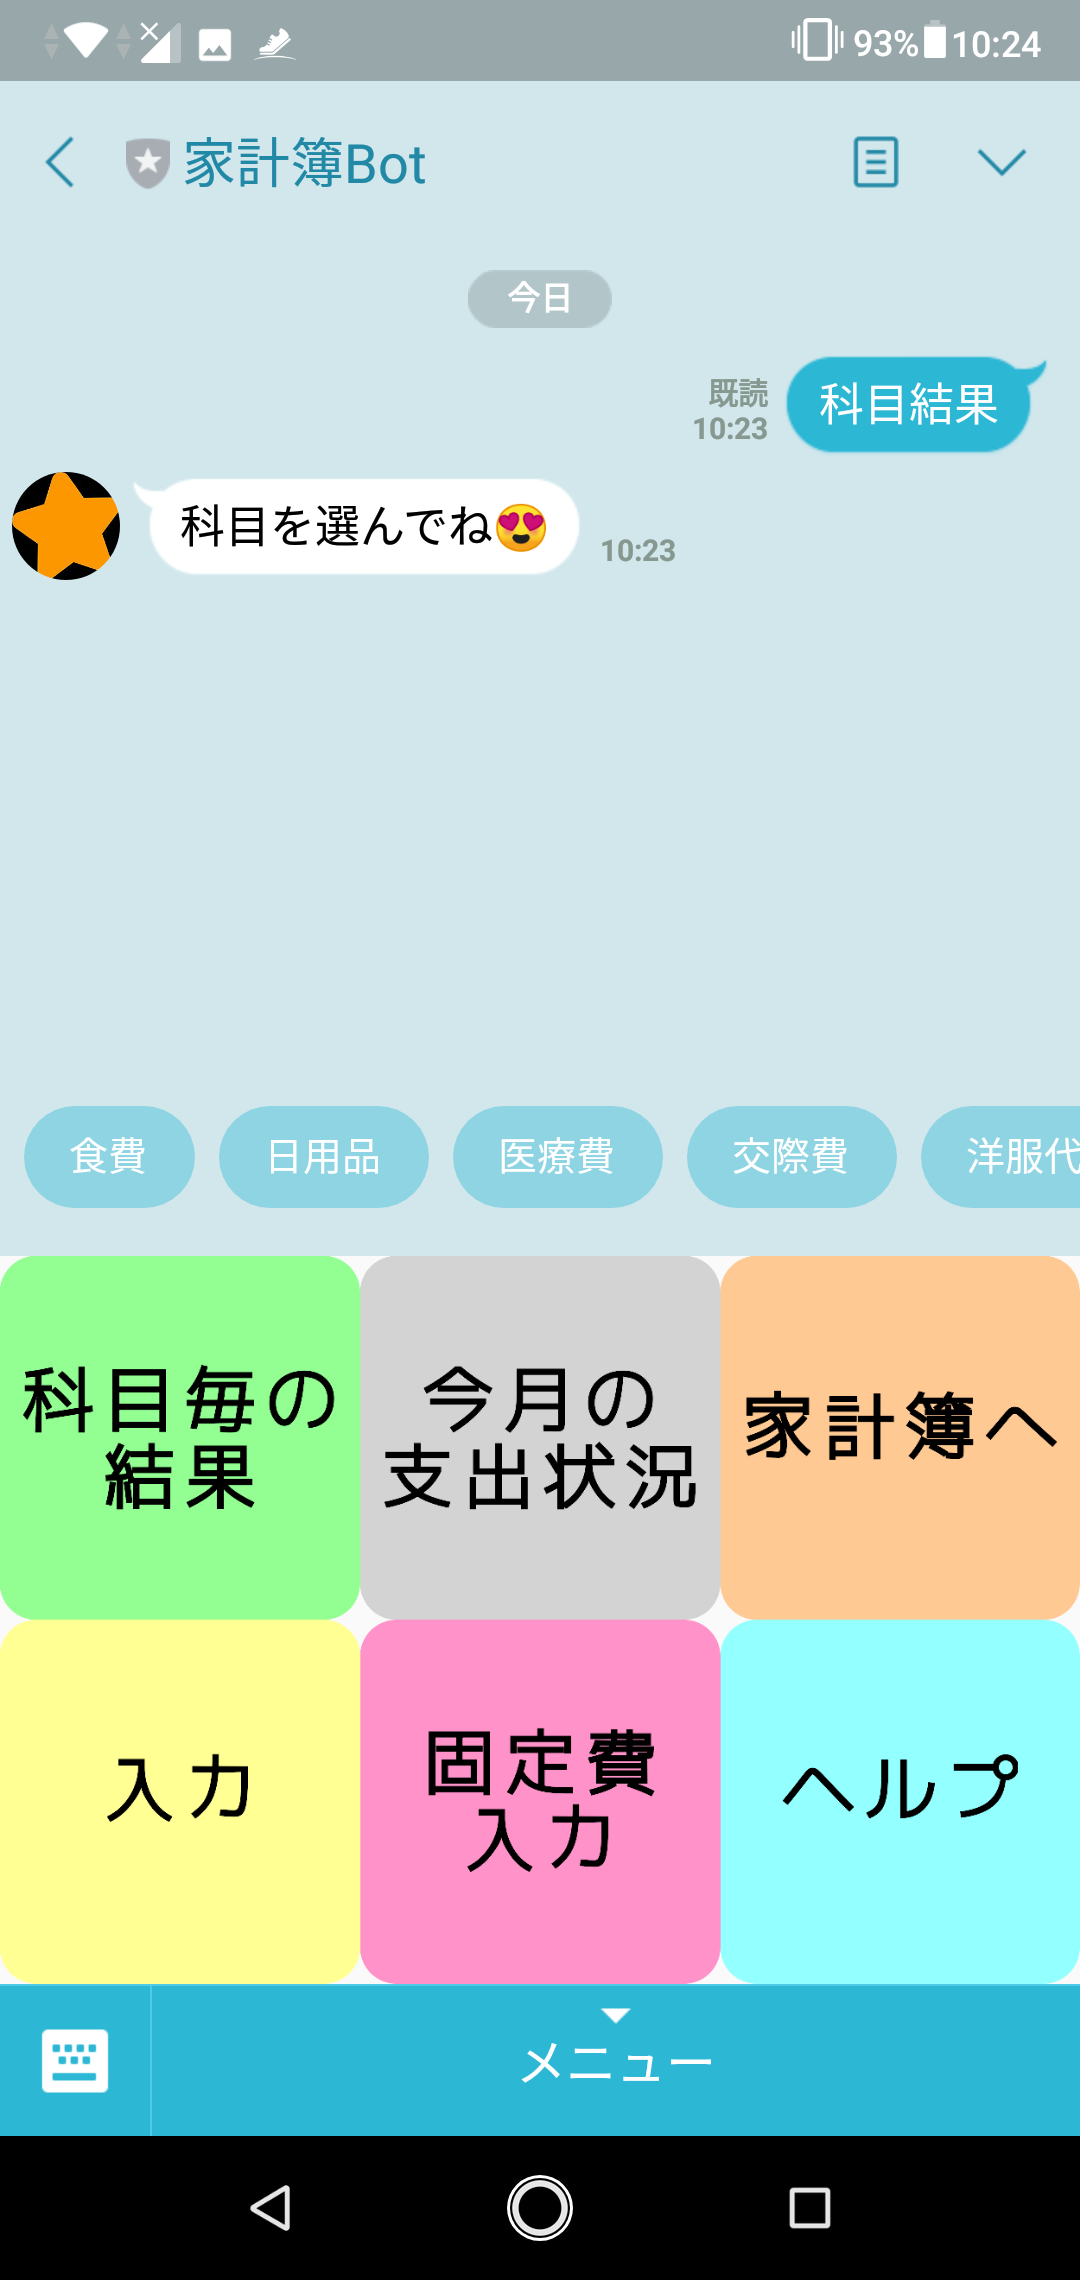 93% 10:24
家計簿Bot
今日
既読
10:23
科目結果
科目を選んでね😍
10:23
食費 日用品 医療費 交際費 洋服代
科目毎の
結果
今月の
支出状況
家計簿へ
入力
固定費
入力
ヘルプ
メニュー